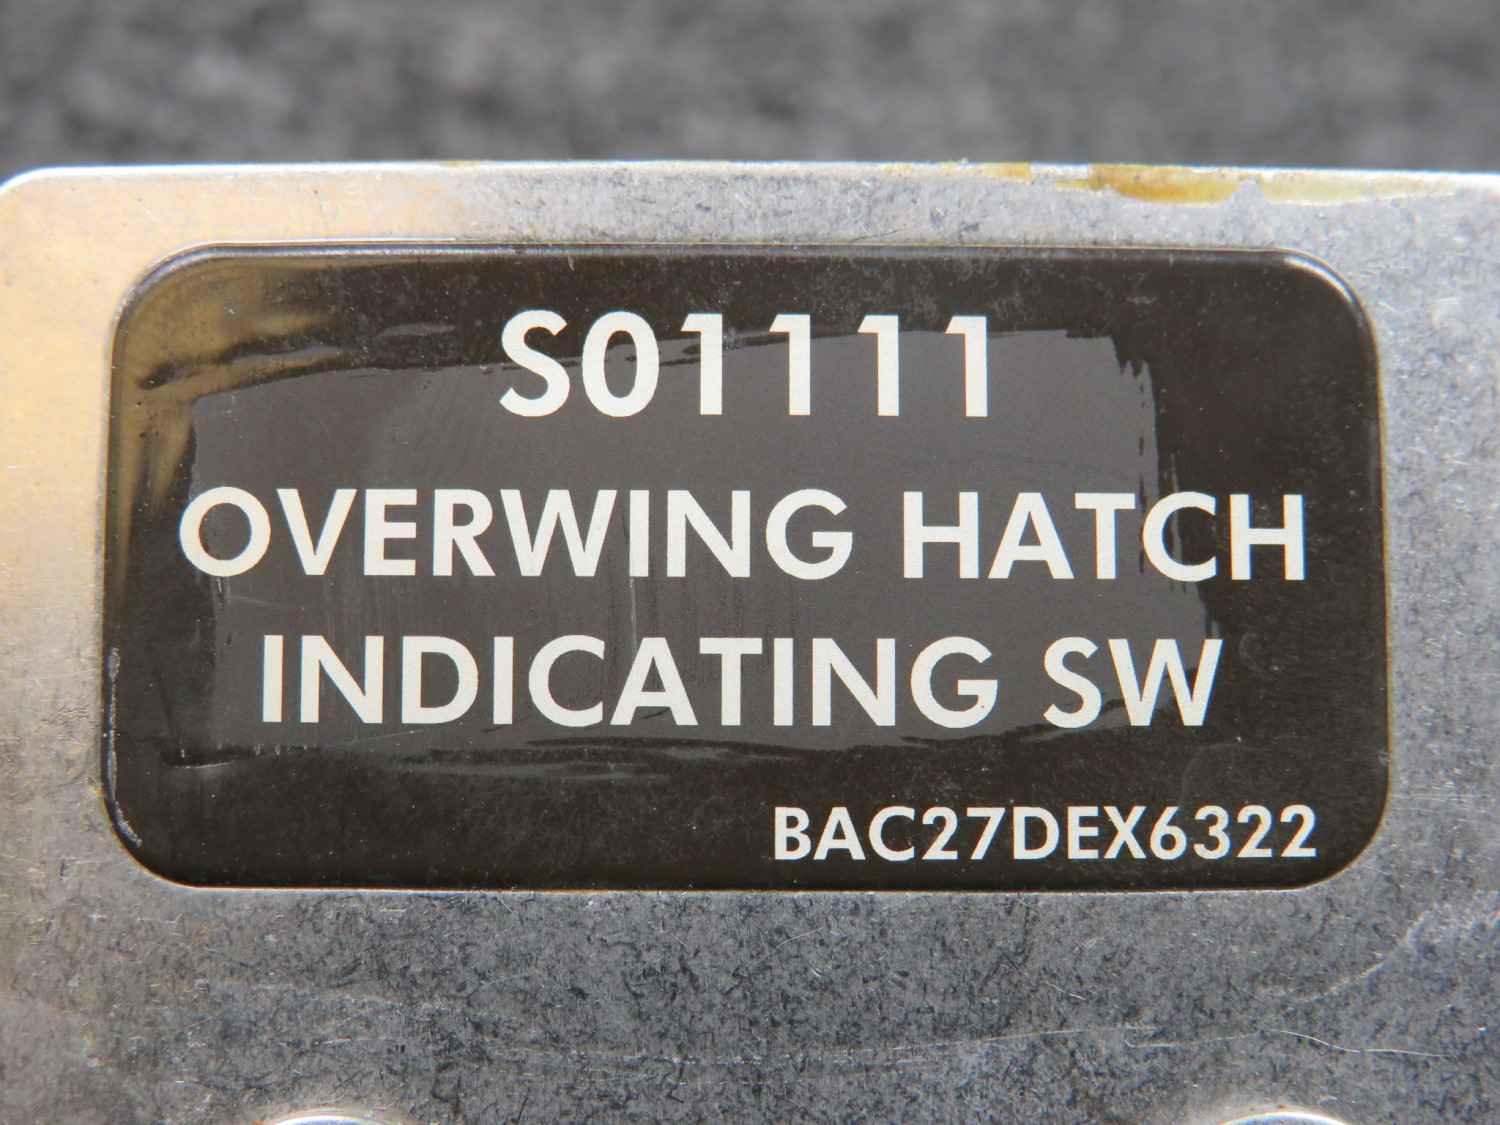 S01111
OVERWING HATCH
INDICATING SW
BAC27DEX6322